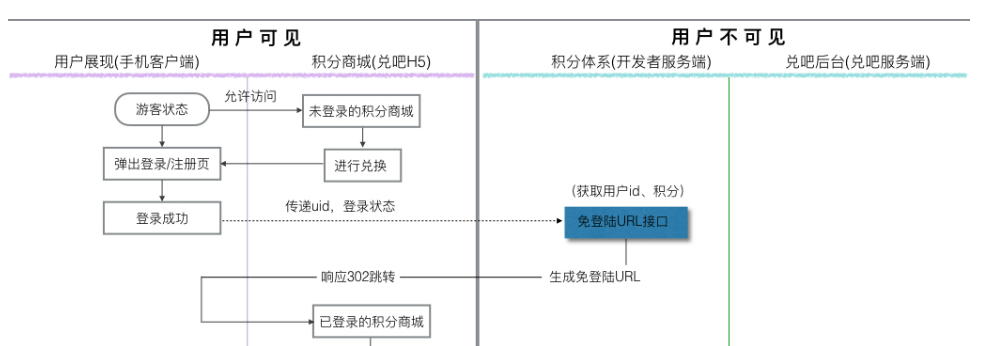 用户可见
用户不可见
用户展现(手机客户端)
积分商城(兑吧H5)
积分体系(开发者服务端)
兑吧后台(兑吧服务端)
游客状态
允许访问
未登录的积分商城
弹出登录/注册页
进行兑换
登录成功
传递uid，登录状态
（获取用户id、积分）
免登陆URL接口
响应302跳转
生成免登陆URL
已登录的积分商城